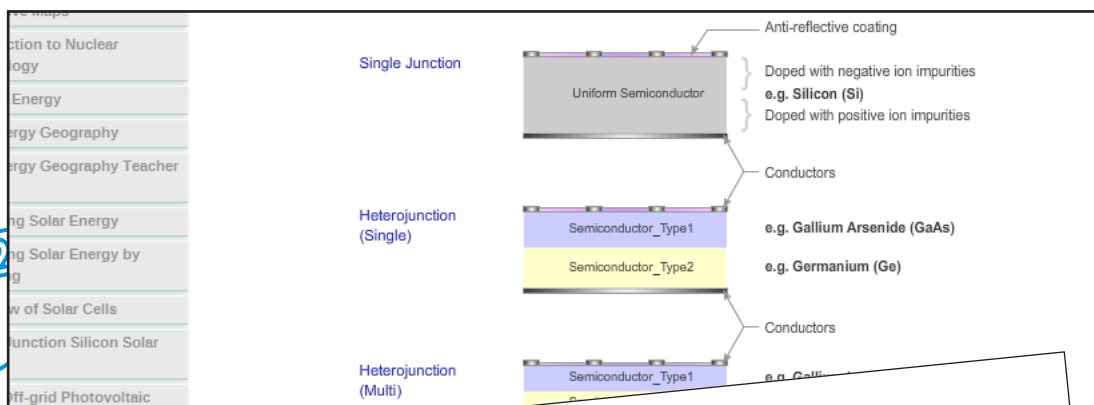 ction to Nuclear
logy
Energy
ergy Geography
ergy Geography Teacher
ng Solar Energy
ng Solar Energy by
g
w of Solar Cells
unction Silicon Solar
Off-grid Photovoltaic
Anti-reflective coating
Single Junction
Uniform Semiconductor
Doped with negative ion impurities
e.g. Silicon (Si)
Doped with positive ion impurities
Conductors
Heterojunction
(Single)
Semiconductor_Type1
e.g. Gallium Arsenide (GaAs)
Semiconductor_Type2
e.g. Germanium (Ge)
Conductors
Heterojunction
(Multi)
Semiconductor_Type1
e.g.